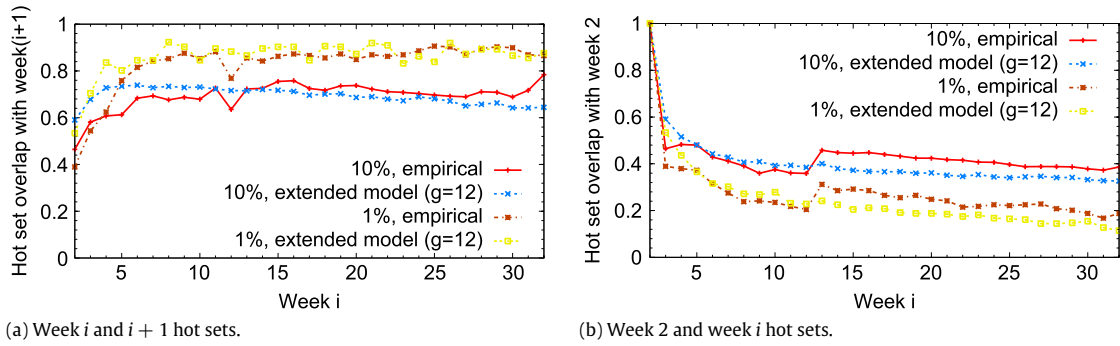 Hot set overlap with week(i+1)
1
0.8
0.6
0.4
0.2
0
5
10
15
20
25
30
Week i
10%, empirical
10%, extended model (g=12)
1%, empirical
1%, extended model (g=12)
(a) Week i and i + 1 hot sets.
Hot set overlap with week 2
1
0.8
0.6
0.4
0.2
0
5
10
15
20
25
30
Week i
10%, empirical
10%, extended model (g=12)
1%, empirical
1%, extended model (g=12)
(b) Week 2 and week i hot sets.